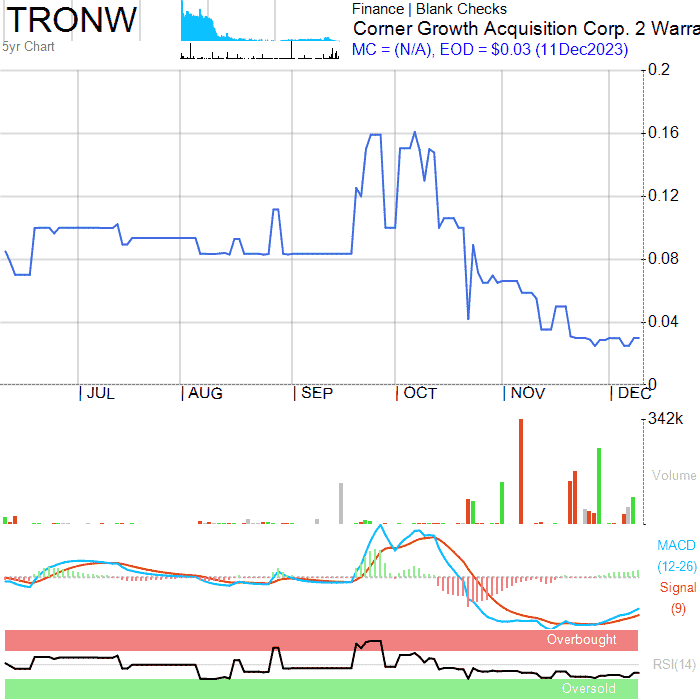 TRONW
5yr Chart
Finance | Blank Checks
Corner Growth Acquisition Corp. 2 Warra
MC = (N/A), EOD = $0.03 (11Dec2023)
0.2
0.16
0.12
0.08
0.04
0
JUL
AUG
SEP
OCT
NOV
DEC
342k
Volume
MACD
(12-26)
Signal
(9)
Overbought
RSI(14)
Oversold